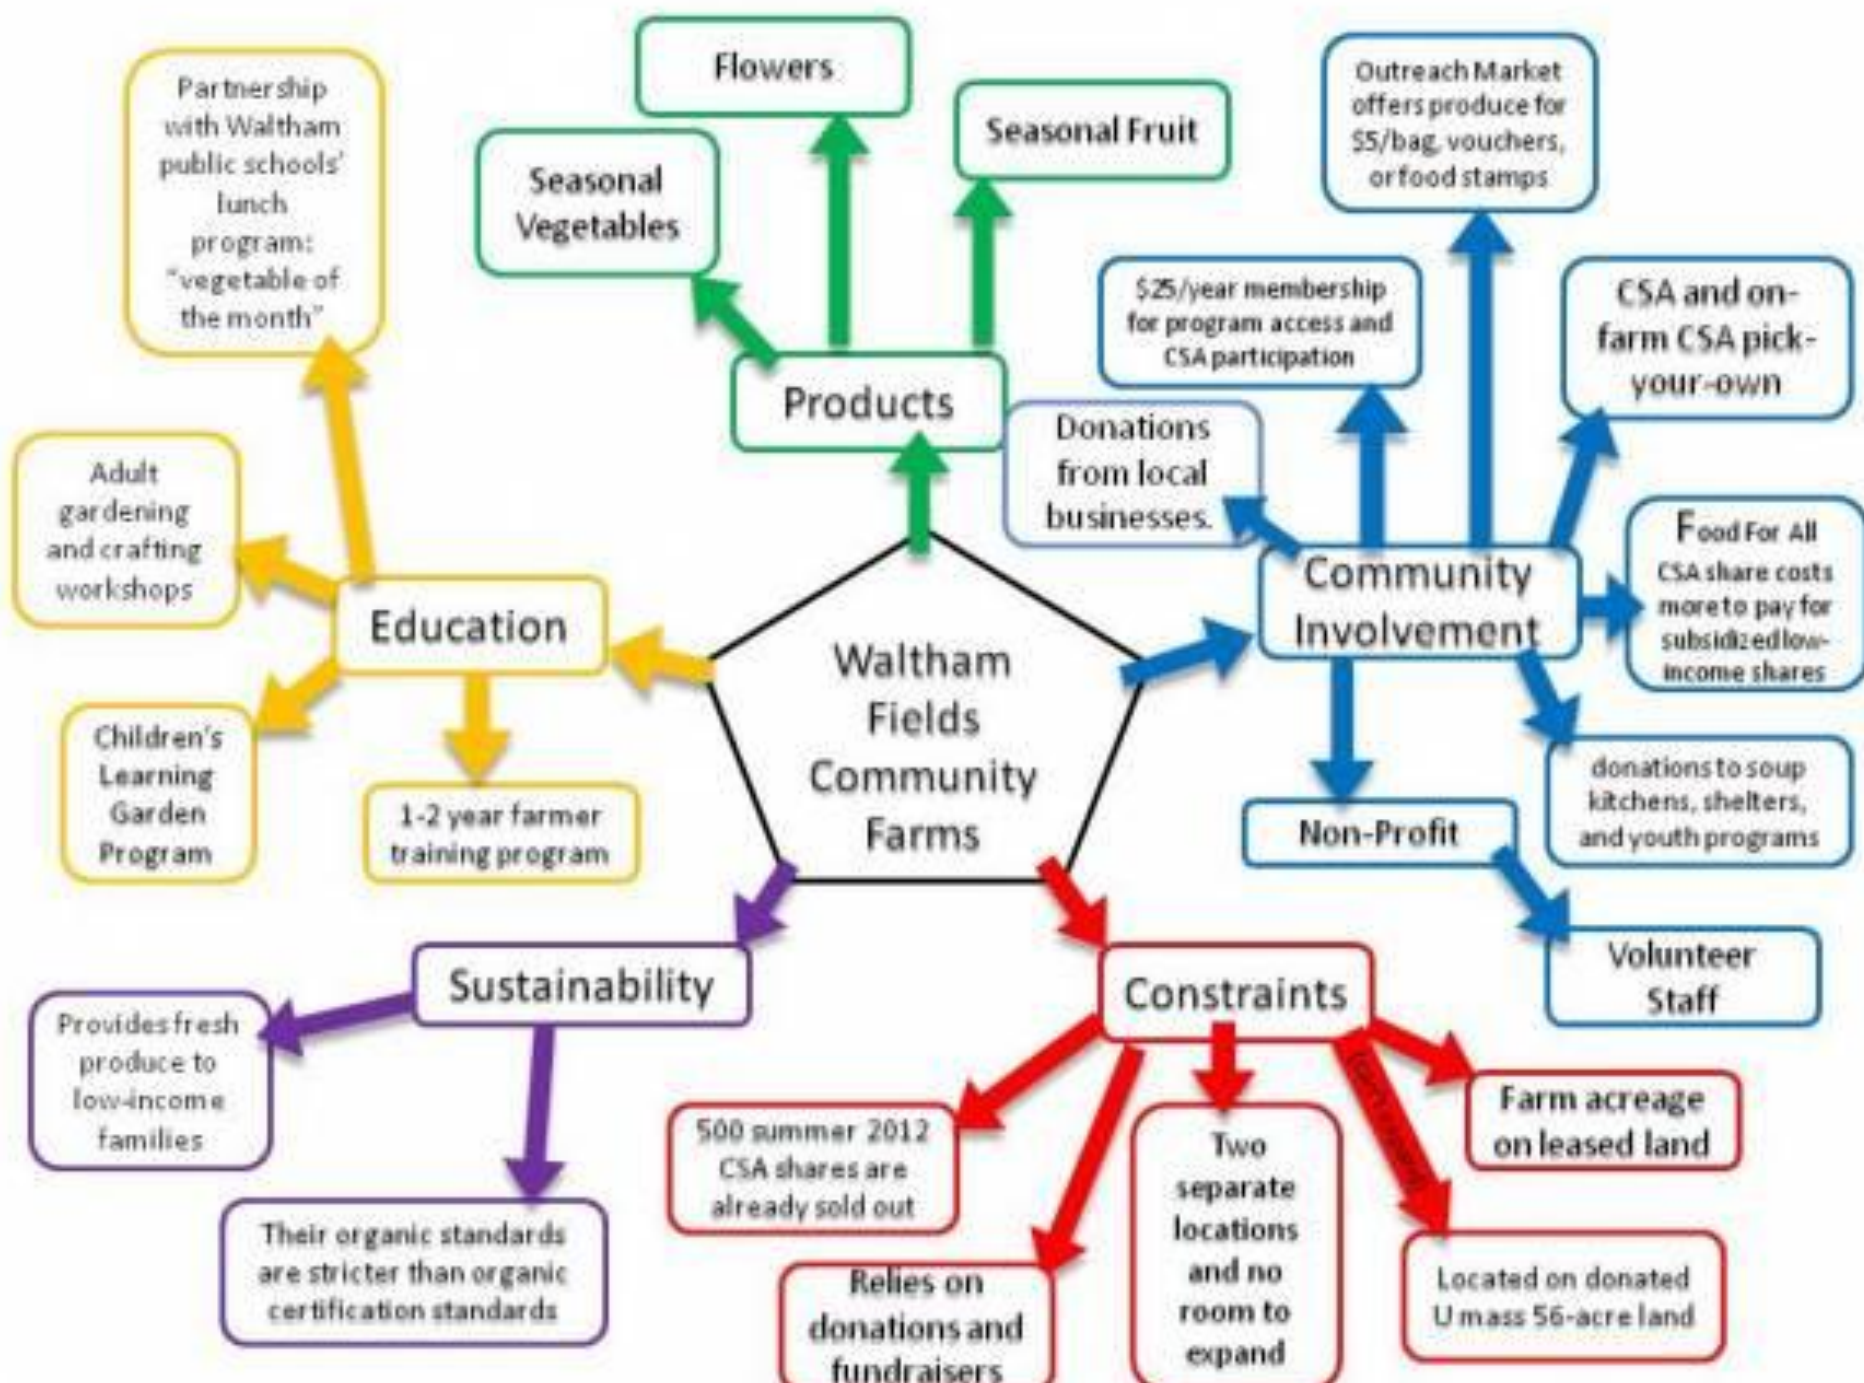 Partnership
with Waltham
public schools’
lunch
program:
“vegetable of
the month”
Flowers
Seasonal
Vegetables
Seasonal Fruit
Outreach Market
offers produce for
$5/bag, vouchers,
or food stamps
$25/year membership
for program access and
CSA participation
CSA and on-
farm CSA pick-
your-own
Products
Donations
from local
businesses.
Adult
gardening
and crafting
workshops
Education
Community
Involvement
Food For All
CSA share costs
more to pay for
subsidized low-
income shares
Waltham
Fields
Community
Farms
Children’s
Learning
Garden
Program
1-2 year farmer
training program
Non-Profit
donations to soup
kitchens, shelters,
and youth programs
Volunteer
Staff
Sustainability
Constraints
Provides fresh
produce to
low-income
families
Their organic standards
are stricter than organic
certification standards
500 summer 2012
CSA shares are
already sold out
Relies on
donations and
fundraisers
Two
separate
locations
and no
room to
expand
Farm acreage
on leased land
Located on donated
U mass 56-acre land